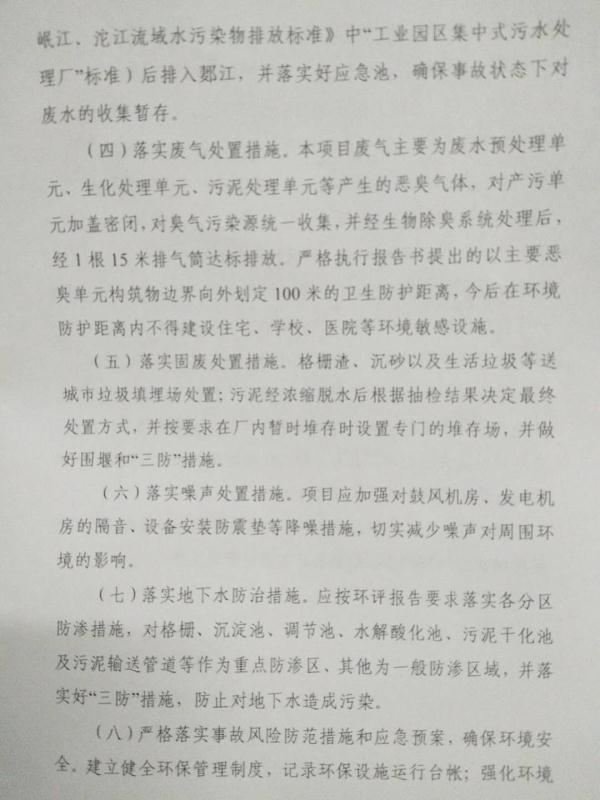 岷江、沱江流域水污染物排放标准》中“工业园区集中式污水处
理厂”标准）后排入郪江，并落实好应急池，确保事故状态下对
废水的收集暂存。
（四）落实废气处置措施。本项目废气主要为废水预处理单
元、生化处理单元、污泥处理单元等产生的恶臭气体，对产污单
元加盖密闭，对臭气污染源统一收集，并经生物除臭系统处理后，
经 1 根 15 米排气筒达标排放。严格执行报告书提出的以主要恶
臭单元构筑物边界向外划定 100 米的卫生防护距离，今后在环境
防护距离内不得建设住宅、学校、医院等环境敏感设施。
（五）落实固废处置措施。格栅渣、沉砂以及生活垃圾等送
城市垃圾填埋场处置；污泥经浓缩脱水后根据抽检结果决定最终
处置方式，并按要求在厂内暂时堆存时设置专门的堆存场，并做
好围堰和“三防”措施。
（六）落实噪声处置措施。项目应加强对鼓风机房、发电机
房的隔音、设备安装防震垫等降噪措施，切实减少噪声对周围环
境的影响。
（七）落实地下水防治措施。应按环评报告要求落实各分区
防渗措施，对格栅、沉淀池、调节池、水解酸化池、污泥干化池
及污泥输送管道等作为重点防渗区、其他为一般防渗区域，并落
实好“三防”措施，防止对地下水造成污染。
（八）严格落实事故风险防范措施和应急预案，确保环境安
全。建立健全环保管理制度，记录环保设施运行台帐；强化环境